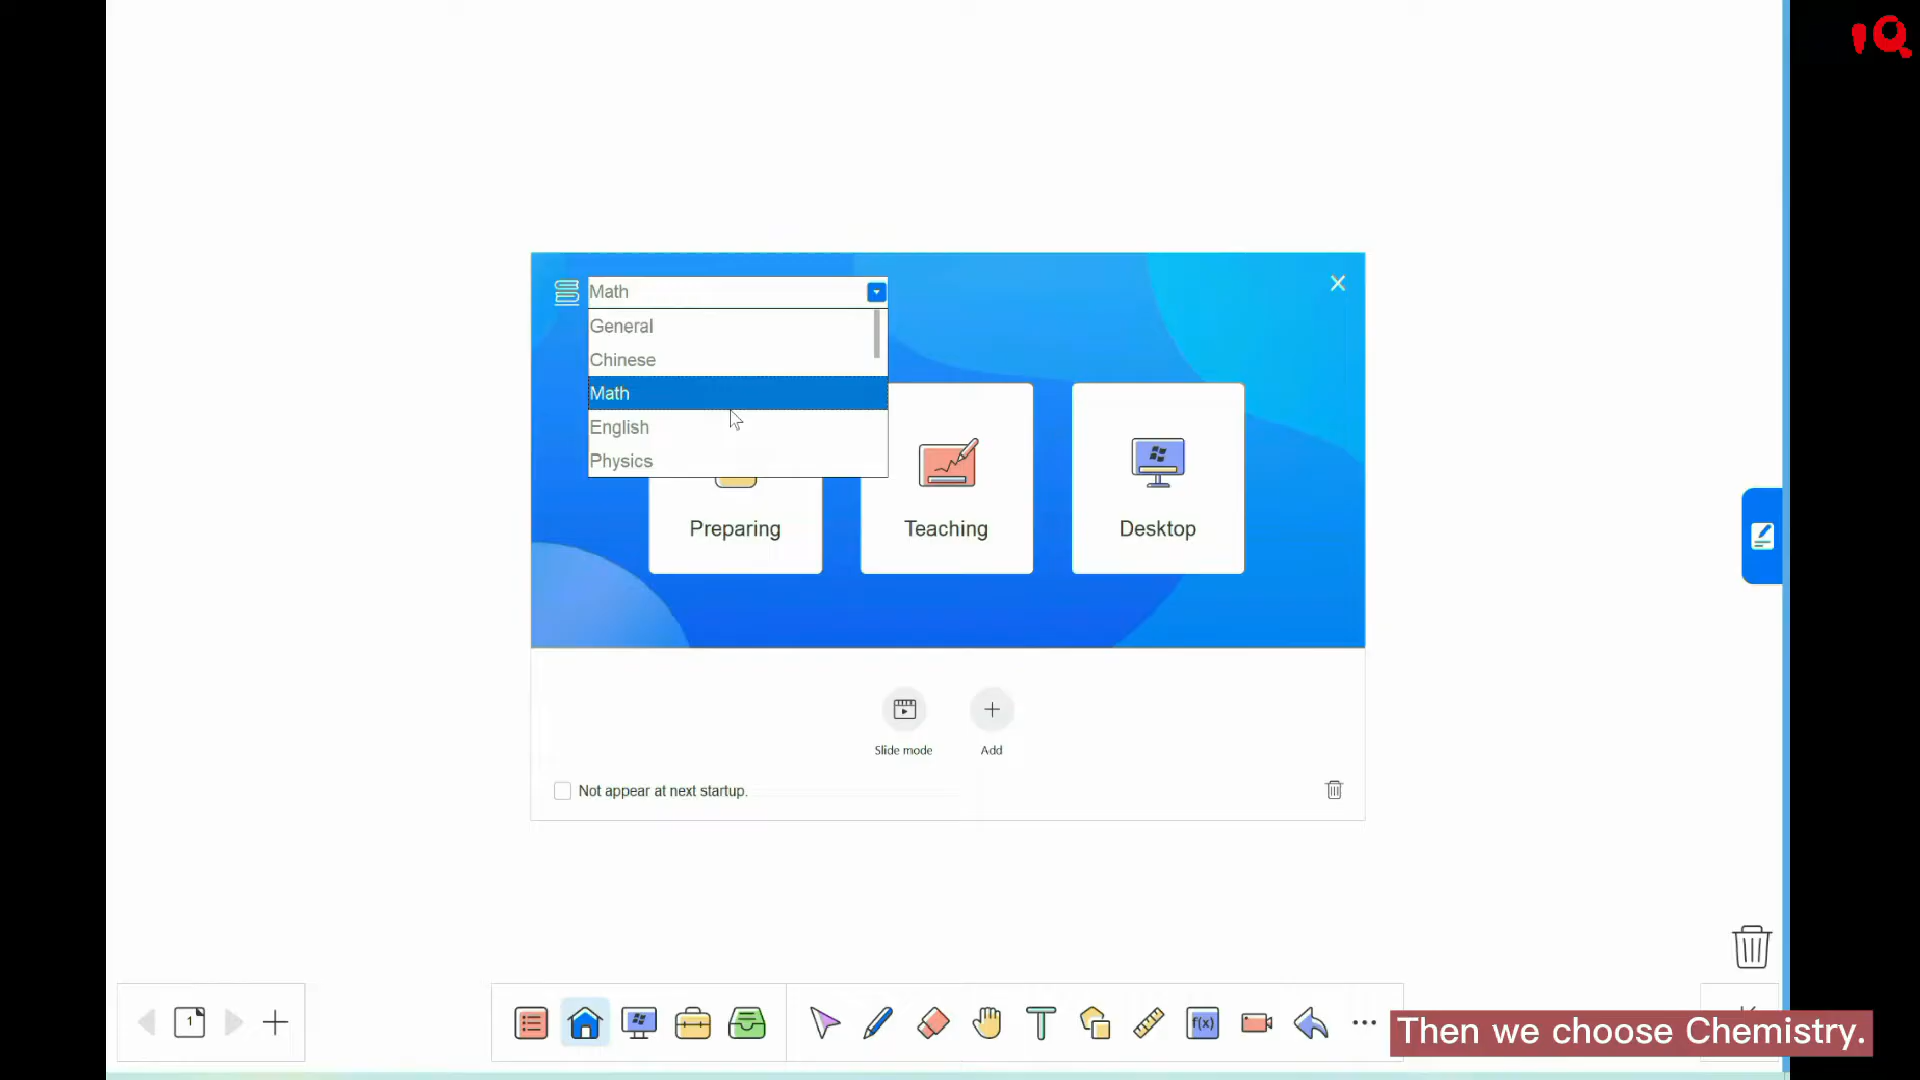 IQ
Math
General
Chinese
Math
English
Physics
Preparing
Teaching
Desktop
Slide mode
Add
Not appear at next startup.
1
f(x)
Then we choose Chemistry.